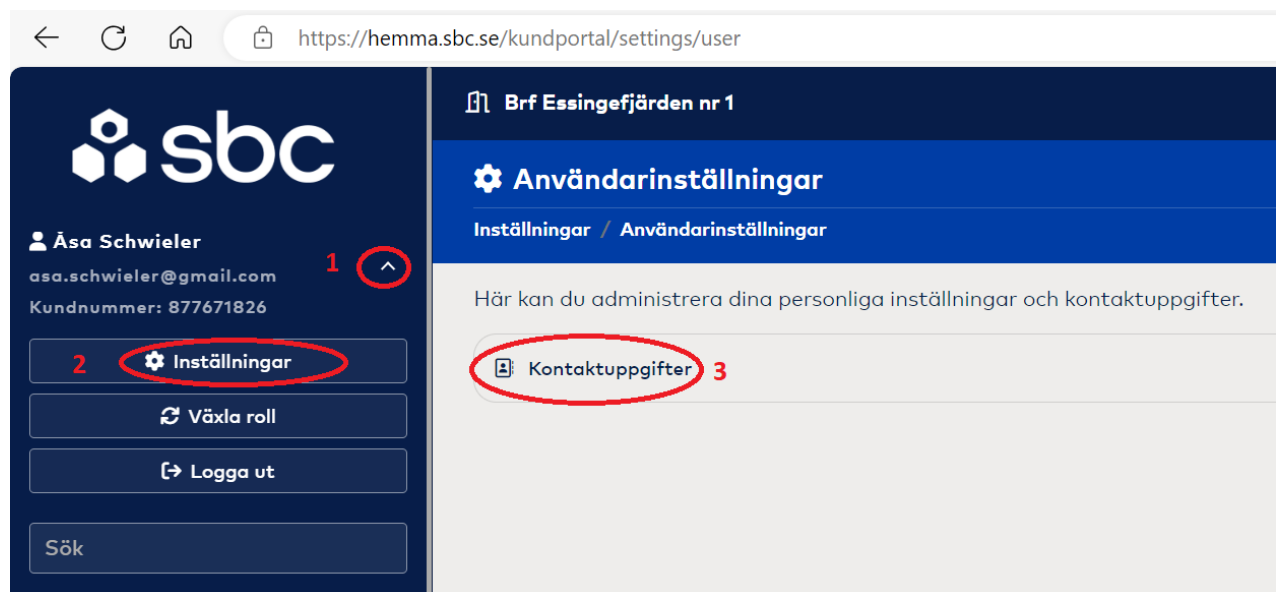 https://hemma.sbc.se/kundportal/settings/user
sbc
Åsa Schwieler
asa.schwieler@gmail.com
1
Kundnummer: 877671826
2
Inställningar
Växla roll
Logga ut
Sök
Brf Essingefjärden nr 1
Användarinställningar
Inställningar / Användarinställningar
Här kan du administrera dina personliga inställningar och kontaktuppgifter.
Kontaktuppgifter 3